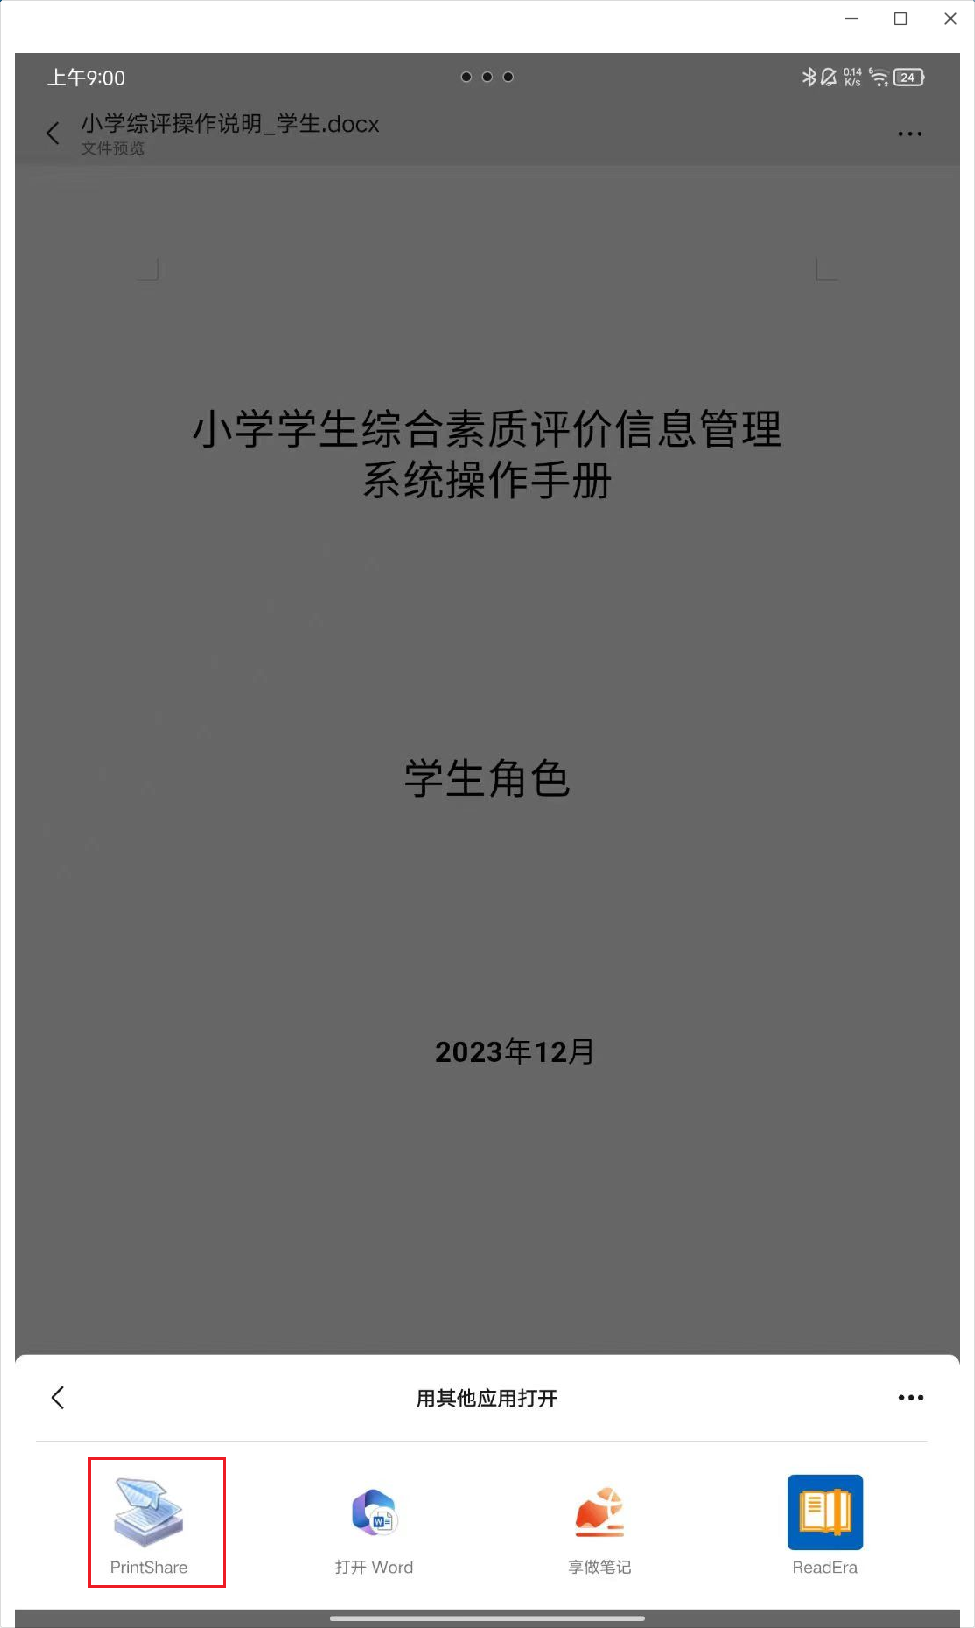 上午9:00
0.14
K/s
6
24
小学综评操作说明_学生.docx
文件预览
小学学生综合素质评价信息管理
系统操作手册
学生角色
2023年12月
用其他应用打开
W
PrintShare
打开 Word
享做笔记
ReadEra